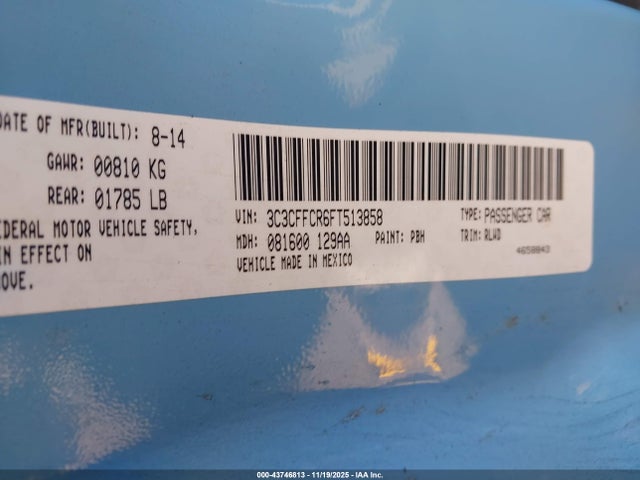 DATE OF MFR(BUILT): 8-14
GAWR: 00810 KG
REAR: 01785 LB
FEDERAL MOTOR VEHICLE SAFETY,
IN EFFECT ON
VIN: 3C3CFFCR6FT513858 TYPE: PASSENGER CAR
MDH: 081600 129AA PAINT: PBH TRIM: RLWD
VEHICLE MADE IN MEXICO 4658843
000-43746813 - 11/19/2025 - IAA Inc.